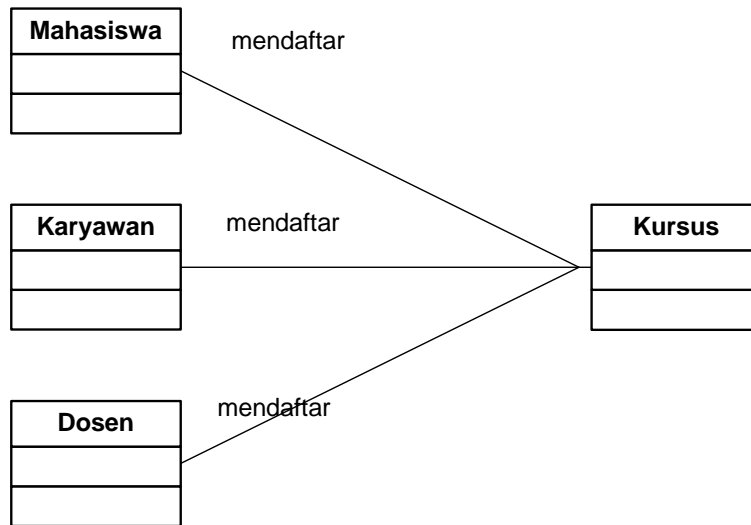 Mahasiswa
mendaftar
Karyawan
mendaftar
Kursus
Dosen
mendaftar